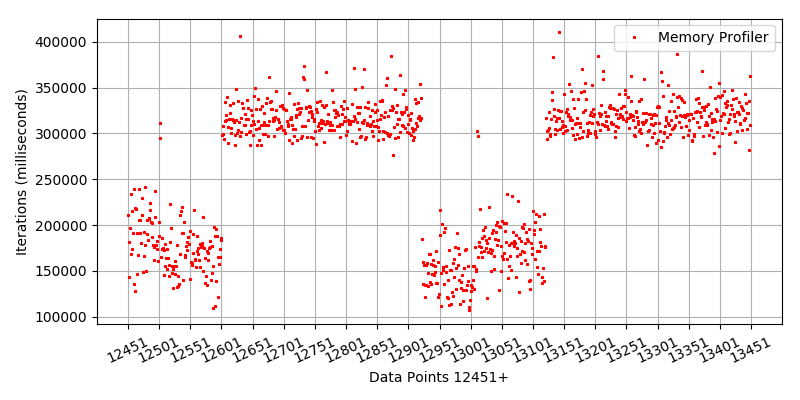 Memory Profiler
400000
350000
300000
250000
200000
150000
100000
Iterations (milliseconds)
12451 12501 12551 12601 12651 12701 12751 12801 12851 12901 12951 13001 13051 13101 13151 13201 13251 13301 13351 13401 13451
Data Points 12451+